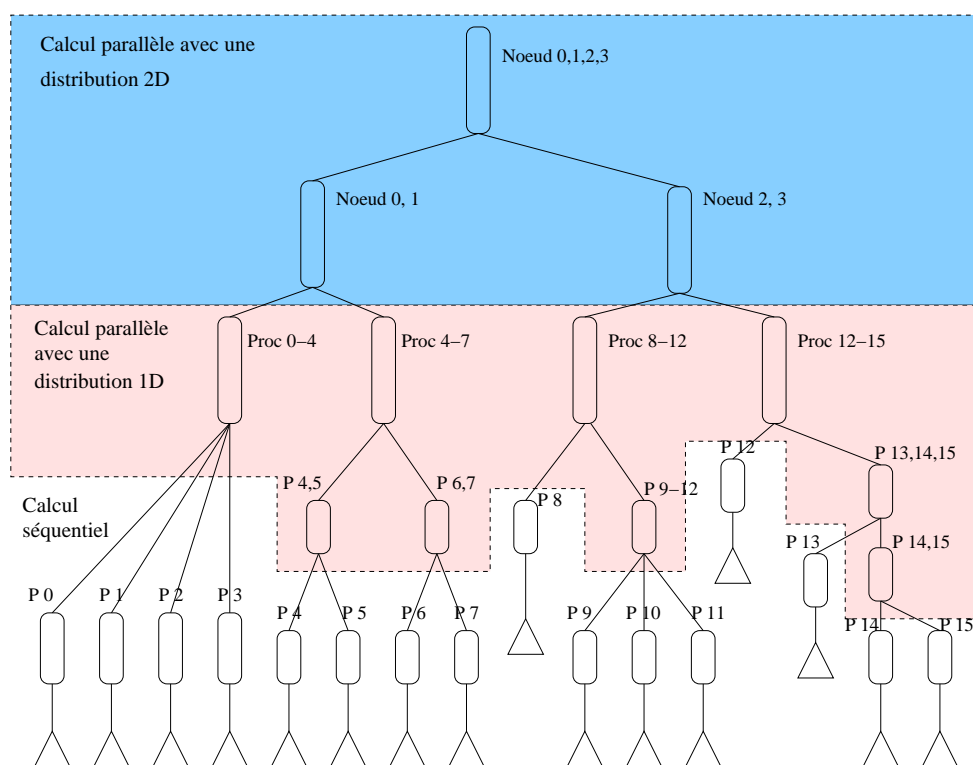 Calcul parallèle avec une
distribution 2D
Noeud 0,1,2,3
Noeud 0, 1
Noeud 2, 3
Calcul parallèle
avec une
distribution 1D
Proc 0–4
Proc 4–7
Proc 8–12
Proc 12–15
P 12
P 13,14,15
P 4,5
P 6,7
P 8
P 9–12
Calcul
séquentiel
P 13
P 14,15
P 0
P 1
P 2
P 3
P 4
P 5
P 6
P 7
P 9
P 10
P 11
P 14
P 15